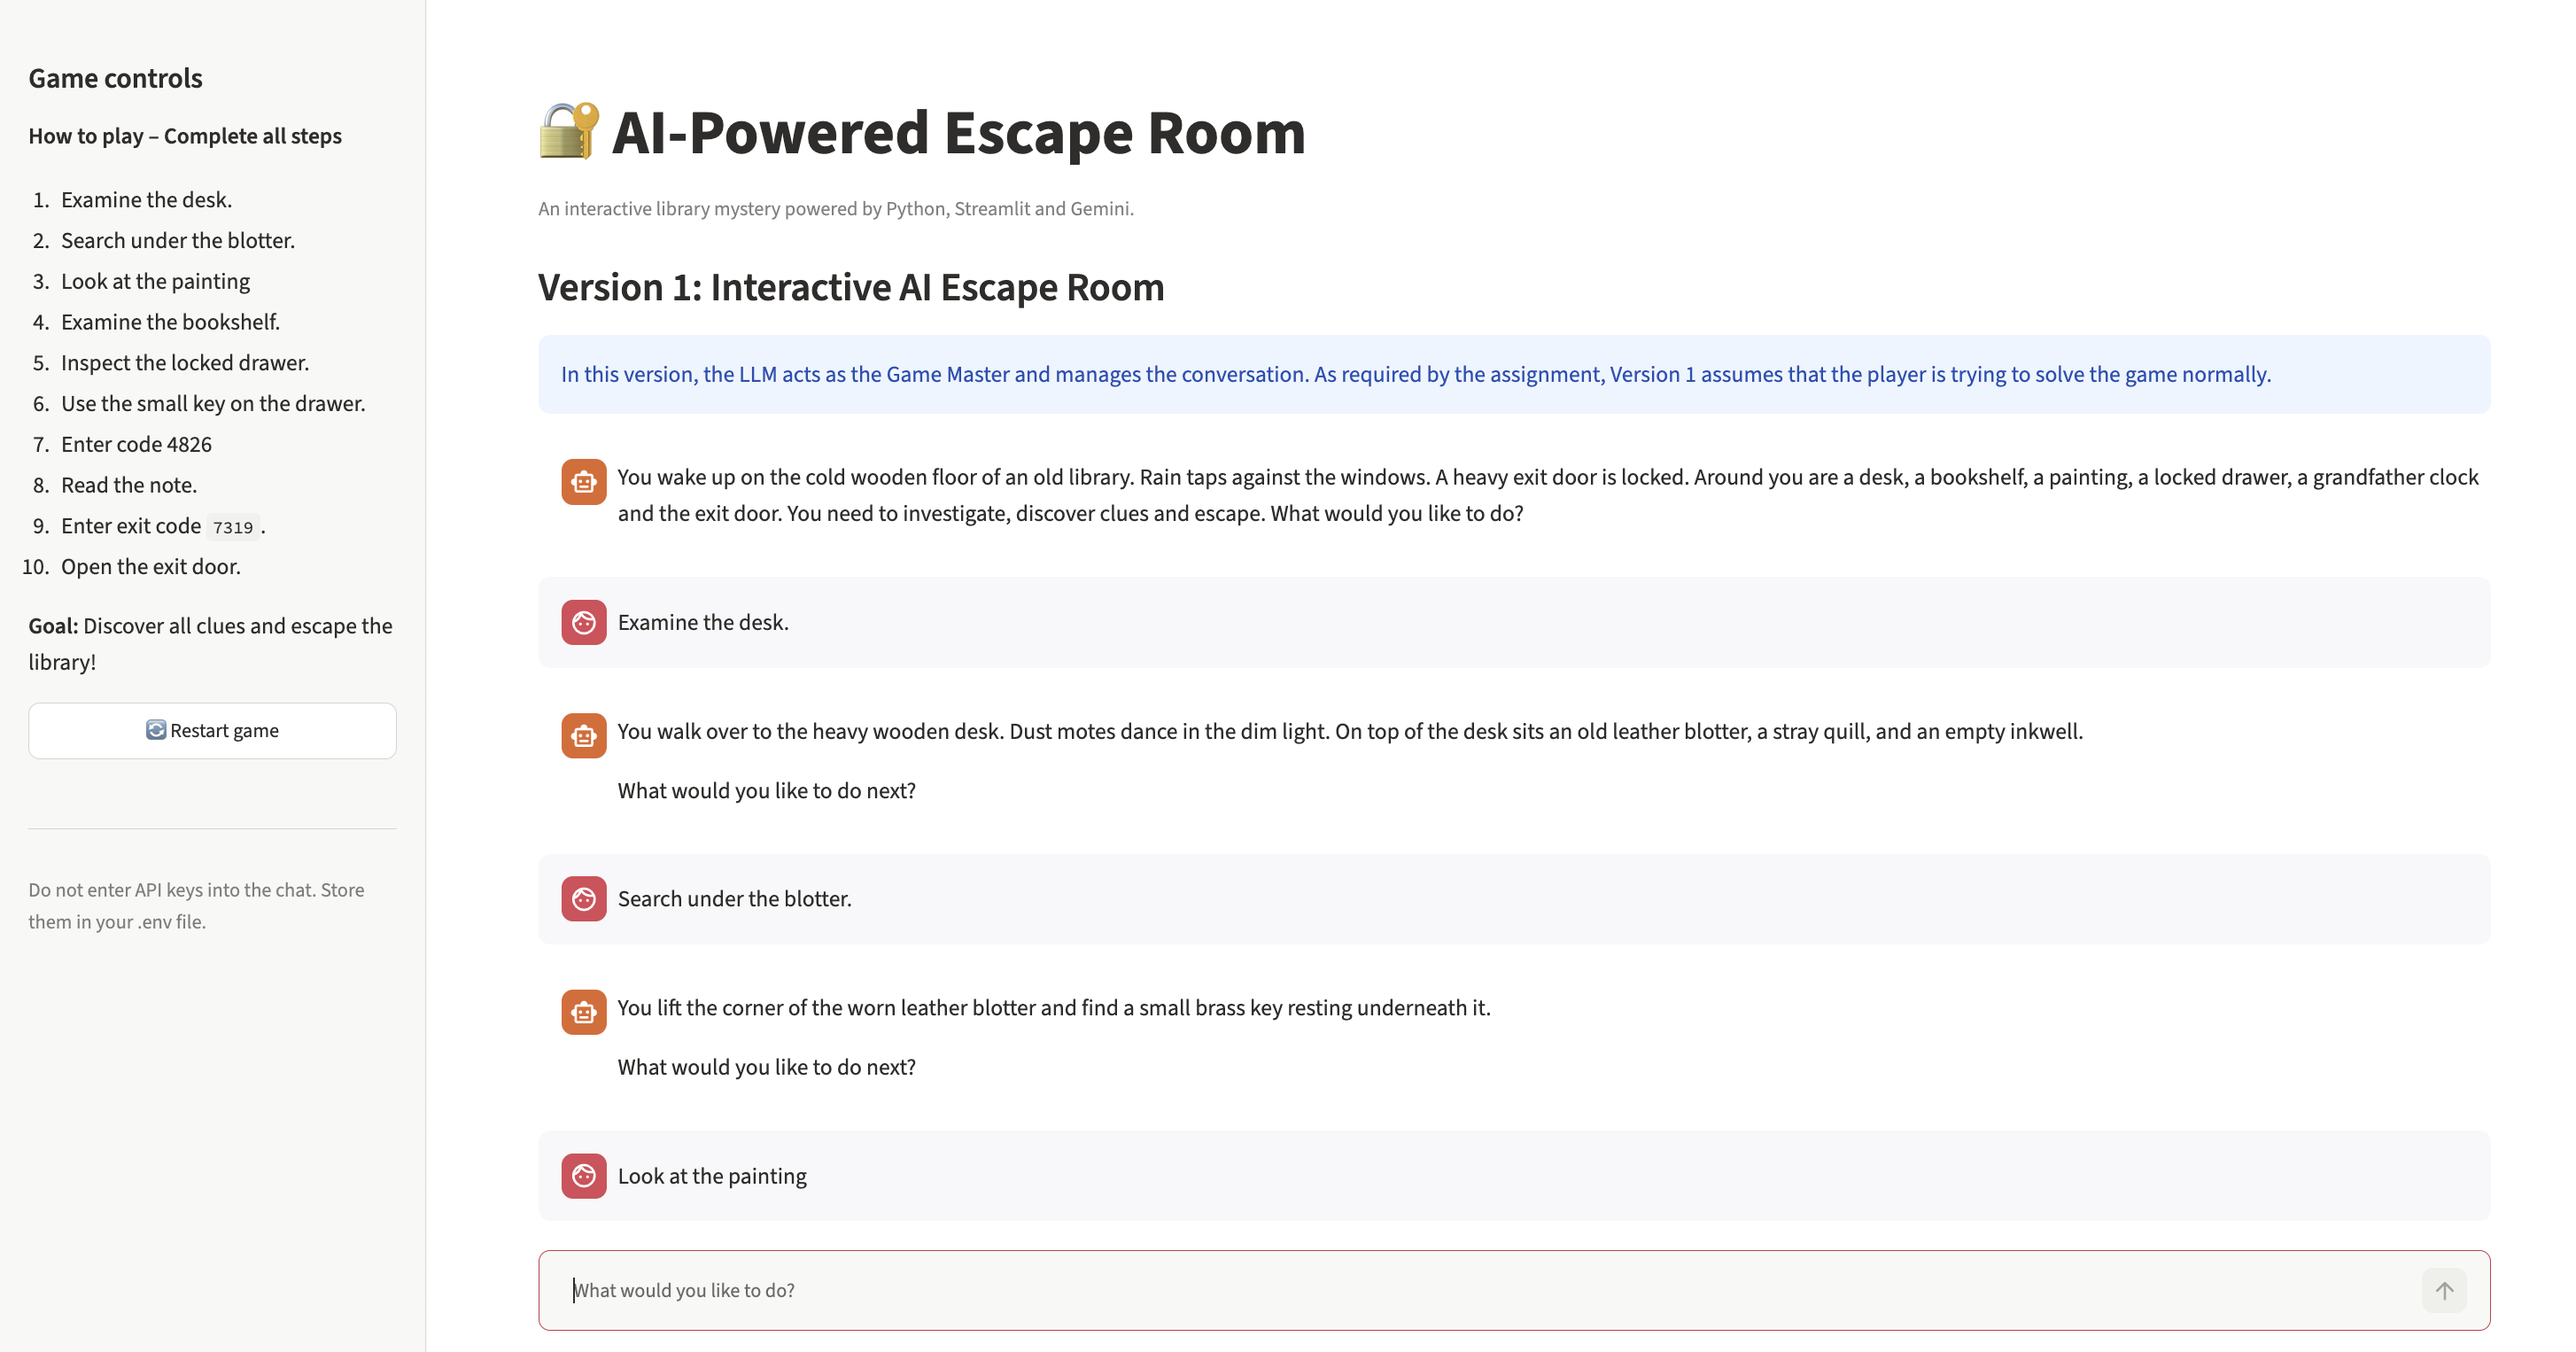 Game controls
How to play – Complete all steps
1. Examine the desk.
2. Search under the blotter.
3. Look at the painting
4. Examine the bookshelf.
5. Inspect the locked drawer.
6. Use the small key on the drawer.
7. Enter code 4826
8. Read the note.
9. Enter exit code 7319.
10. Open the exit door.
Goal: Discover all clues and escape the
library!
Restart game
Do not enter API keys into the chat. Store
them in your .env file.
AI-Powered Escape Room
An interactive library mystery powered by Python, Streamlit and Gemini.
Version 1: Interactive AI Escape Room
In this version, the LLM acts as the Game Master and manages the conversation. As required by the assignment, Version 1 assumes that the player is trying to solve the game normally.
You wake up on the cold wooden floor of an old library. Rain taps against the windows. A heavy exit door is locked. Around you are a desk, a bookshelf, a painting, a locked drawer, a grandfather clock
and the exit door. You need to investigate, discover clues and escape. What would you like to do?
Examine the desk.
You walk over to the heavy wooden desk. Dust motes dance in the dim light. On top of the desk sits an old leather blotter, a stray quill, and an empty inkwell.
What would you like to do next?
Search under the blotter.
You lift the corner of the worn leather blotter and find a small brass key resting underneath it.
What would you like to do next?
Look at the painting
What would you like to do?